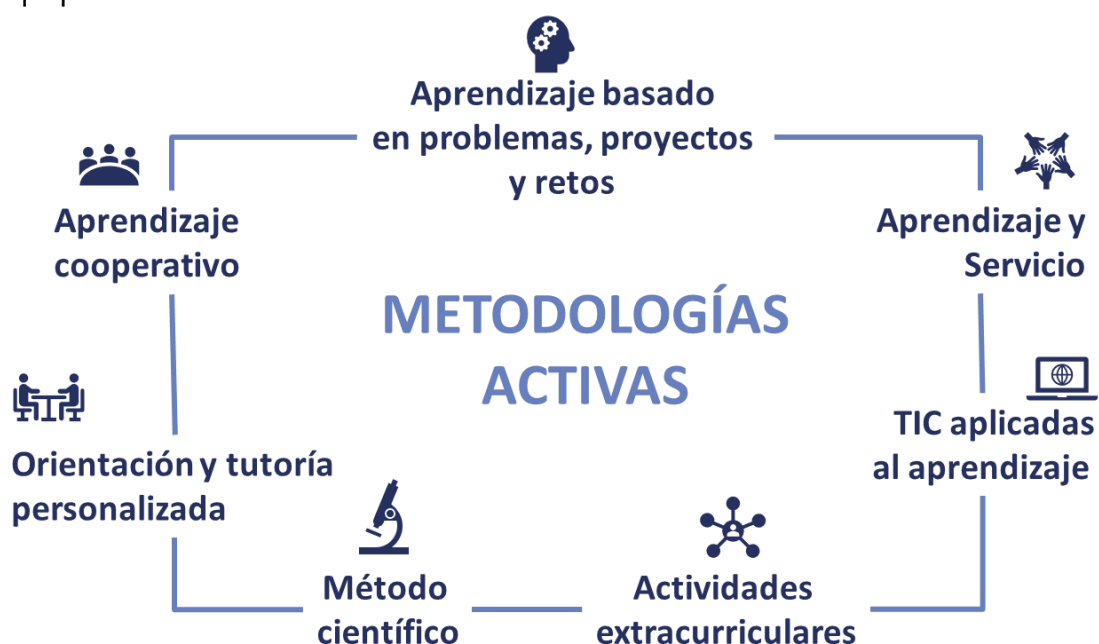 Aprendizaje basado
en problemas, proyectos
y retos
Aprendizaje
cooperativo
Aprendizaje y
Servicio
METODOLOGÍAS
ACTIVAS
TIC aplicadas
al aprendizaje
Orientación y tutoría
personalizada
Método
científico
Actividades
extracurriculares